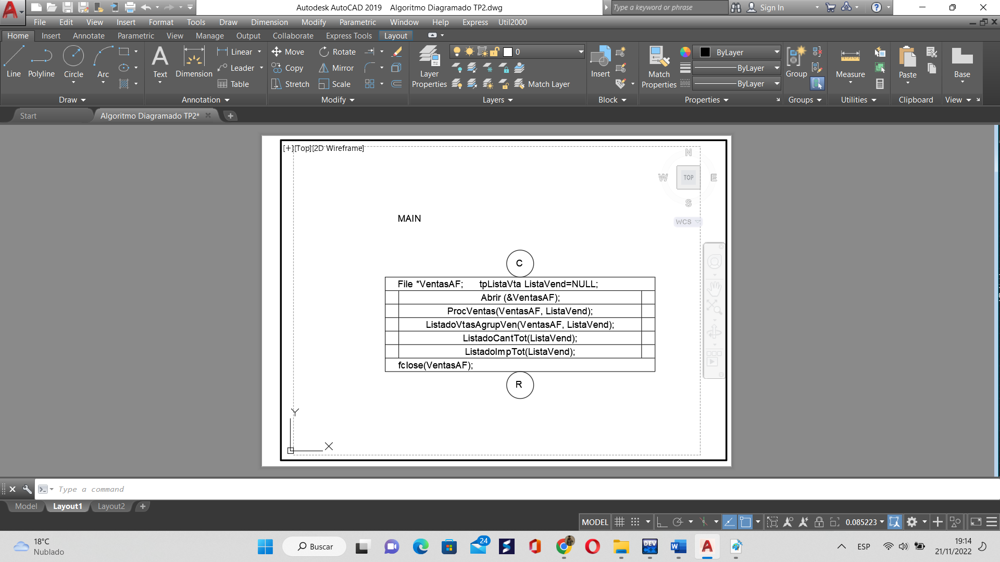 Autodesk AutoCAD 2019 Algoritmo Diagramado TP2.dwg
Type a keyword or phrase
Sign In
File Edit View Insert Format Tools Draw Dimension Modify Parametric Window Help Express Util2000
Home Insert Annotate Parametric View Manage Output Collaborate Express Tools Layout
Line Polyline Circle Arc
Text Dimension
Linear
Leader
Table
Move Rotate
Copy Mirror
Stretch Scale
Layer Properties
0
Match Layer
Insert
Match Properties
ByLayer
ByLayer
ByLayer
Group
Measure
Paste
Base
Draw Annotation Modify Layers Block Properties Groups Utilities Clipboard View
Start Algoritmo Diagramado TP2*
[+][Top][2D Wireframe]
N
W TOP E
S
WCS
MAIN
C
File *VentasAF; tpListaVta ListaVend=NULL;
Abrir (&VentasAF);
ProcVentas(VentasAF, ListaVend);
ListadoVtasAgrupVen(VentasAF, ListaVend);
ListadoCantTot(ListaVend);
ListadoImpTot(ListaVend);
fclose(VentasAF);
R
Y
X
Type a command
Model Layout1 Layout2
MODEL 0.085223
18°C
Nublado
Buscar
24
DEV C++
ESP
19:14
21/11/2022